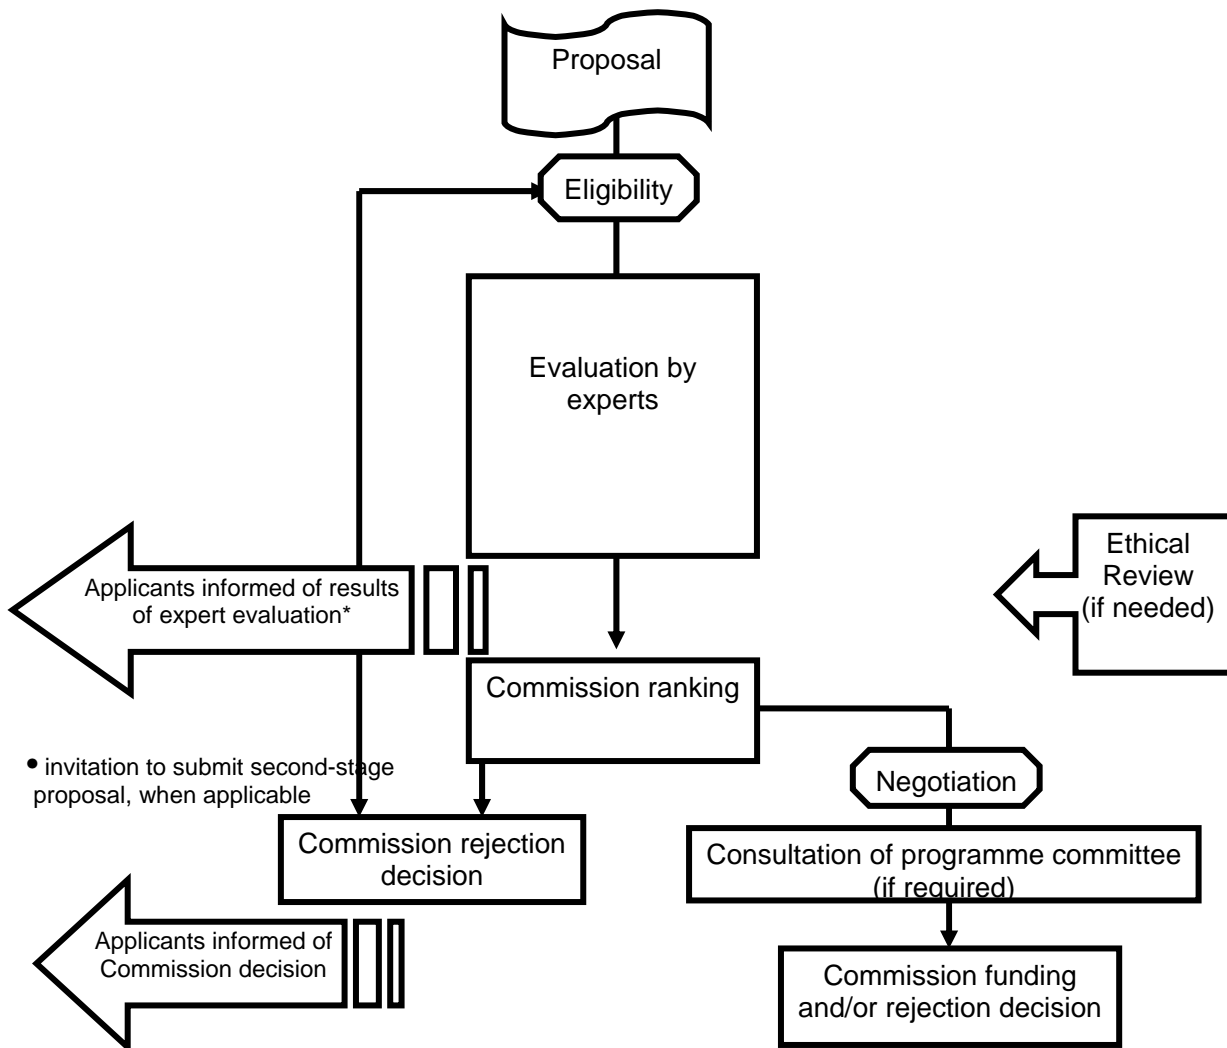 Proposal
Eligibility
Evaluation by
experts
Ethical
Review
(if needed)
Applicants informed of results
of expert evaluation*
Commission ranking
• invitation to submit second-stage
proposal, when applicable
Negotiation
Commission rejection
decision
Consultation of programme committee
(if required)
Applicants informed of
Commission decision
Commission funding
and/or rejection decision